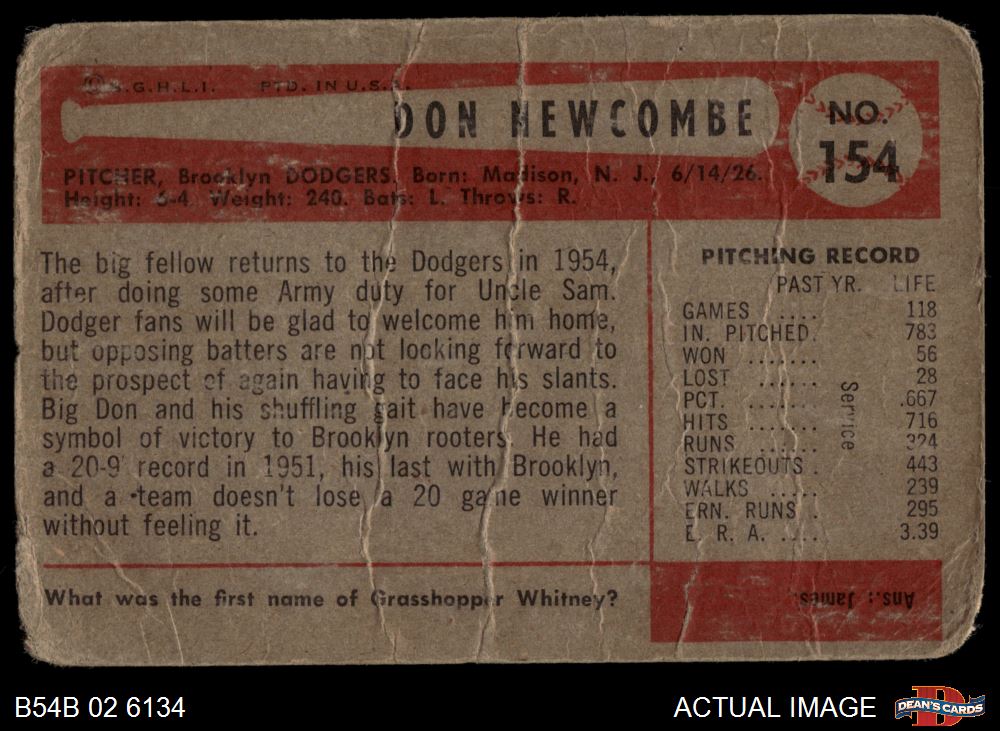 © B.G.H.L.I. PTD. IN U.S.A.
DON NEWCOMBE
NO.
154
PITCHER, Brooklyn DODGERS. Born: Madison, N. J., 6/14/26.
Height: 6-4. Weight: 240. Bats: L. Throws: R.
The big fellow returns to the Dodgers in 1954,
after doing some Army duty for Uncle Sam.
Dodger fans will be glad to welcome him home,
but opposing batters are not looking forward to
the prospect of again having to face his slants.
Big Don and his shuffling gait have become a
symbol of victory to Brooklyn rooters. He had
a 20-9 record in 1951, his last with Brooklyn,
and a team doesn't lose a 20 game winner
without feeling it.
What was the first name of Grasshopper Whitney?
PITCHING RECORD
PAST YR. LIFE
GAMES .... 118
IN. PITCHED. 783
WON ....... 56
LOST ...... 28
PCT. ....... .667
HITS ....... 716
RUNS ...... 324
STRIKEOUTS . 443
WALKS ..... 239
ERN. RUNS . 295
E. R. A. .... 3.39
Service
Ans.: James.
B54B 02 6134
ACTUAL IMAGE
D
DEAN'S CARDS